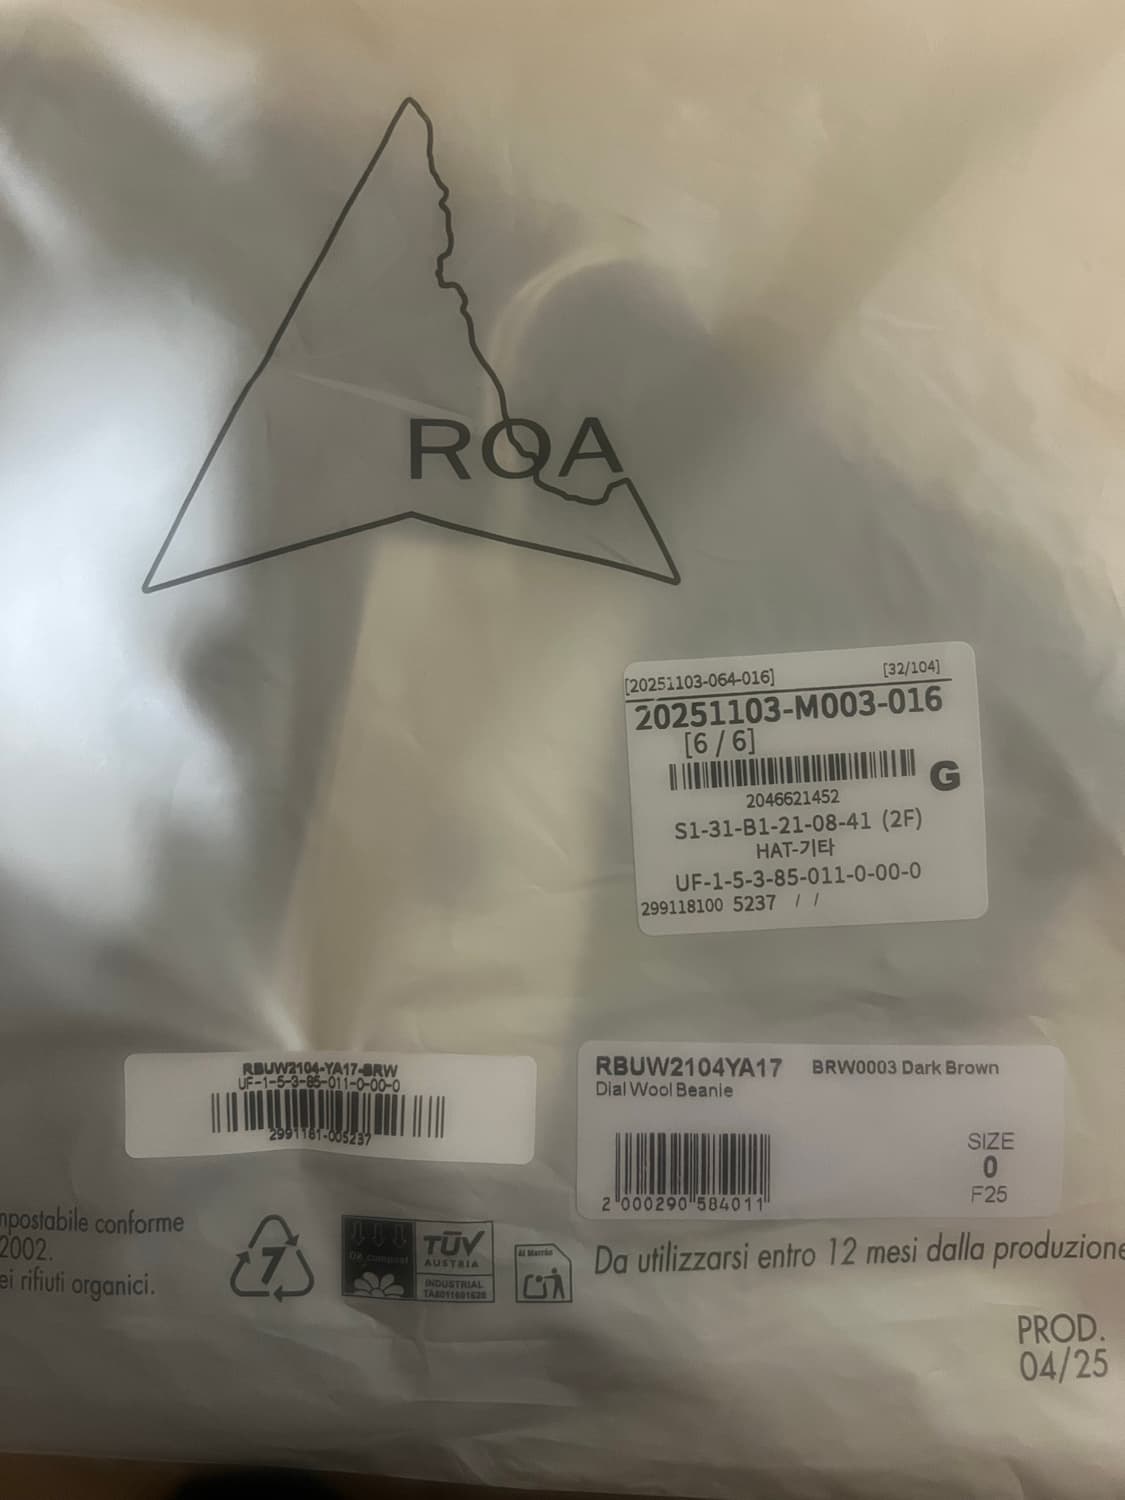 ROA
[20251103-064-016] [32/104]
20251103-M003-016
[6 / 6]
G
2046621452
S1-31-B1-21-08-41 (2F)
HAT-기타
UF-1-5-3-85-011-0-00-0
299118100 5237 / /
RBUW2104-YA17-BRW
UF-1-5-3-85-011-0-00-0
2991181-005237
RBUW2104YA17 BRW0003 Dark Brown
Dial Wool Beanie
SIZE
0
F25
2 000290 584011
mpostabile conforme
2002.
ei rifiuti organici.
7
OK compost
TÜV
AUSTRIA
INDUSTRIAL
Da utilizzarsi entro 12 mesi dalla produzione
PROD.
04/25